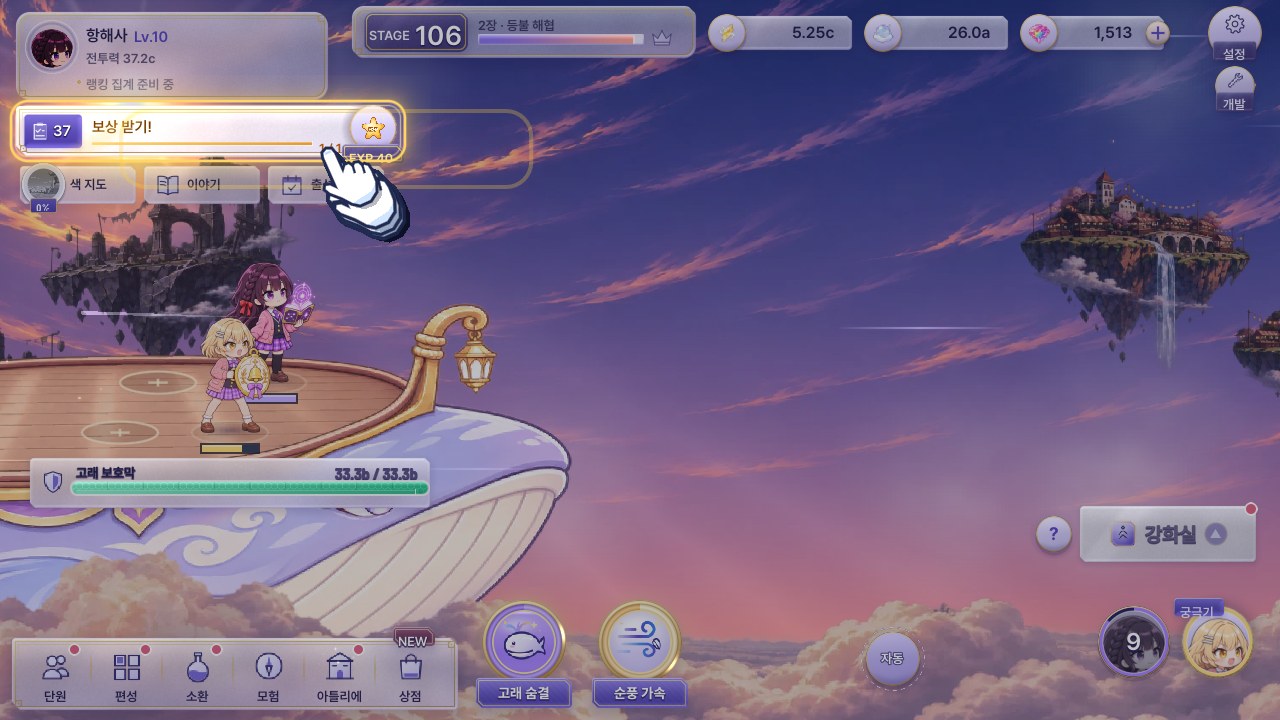 항해사 Lv.10
전투력 37.2c
* 랭킹 집계 준비 중
STAGE 106
2장 · 등불 해협
5.25c
26.0a
1,513
설정
개발
37
보상 받기!
EXP 40
색 지도
0%
이야기
고래 보호막
33.3b / 33.3b
?
강화실
궁극기
9
자동
NEW
단원
편성
소환
모험
아틀리에
상점
고래 숨결
순풍 가속